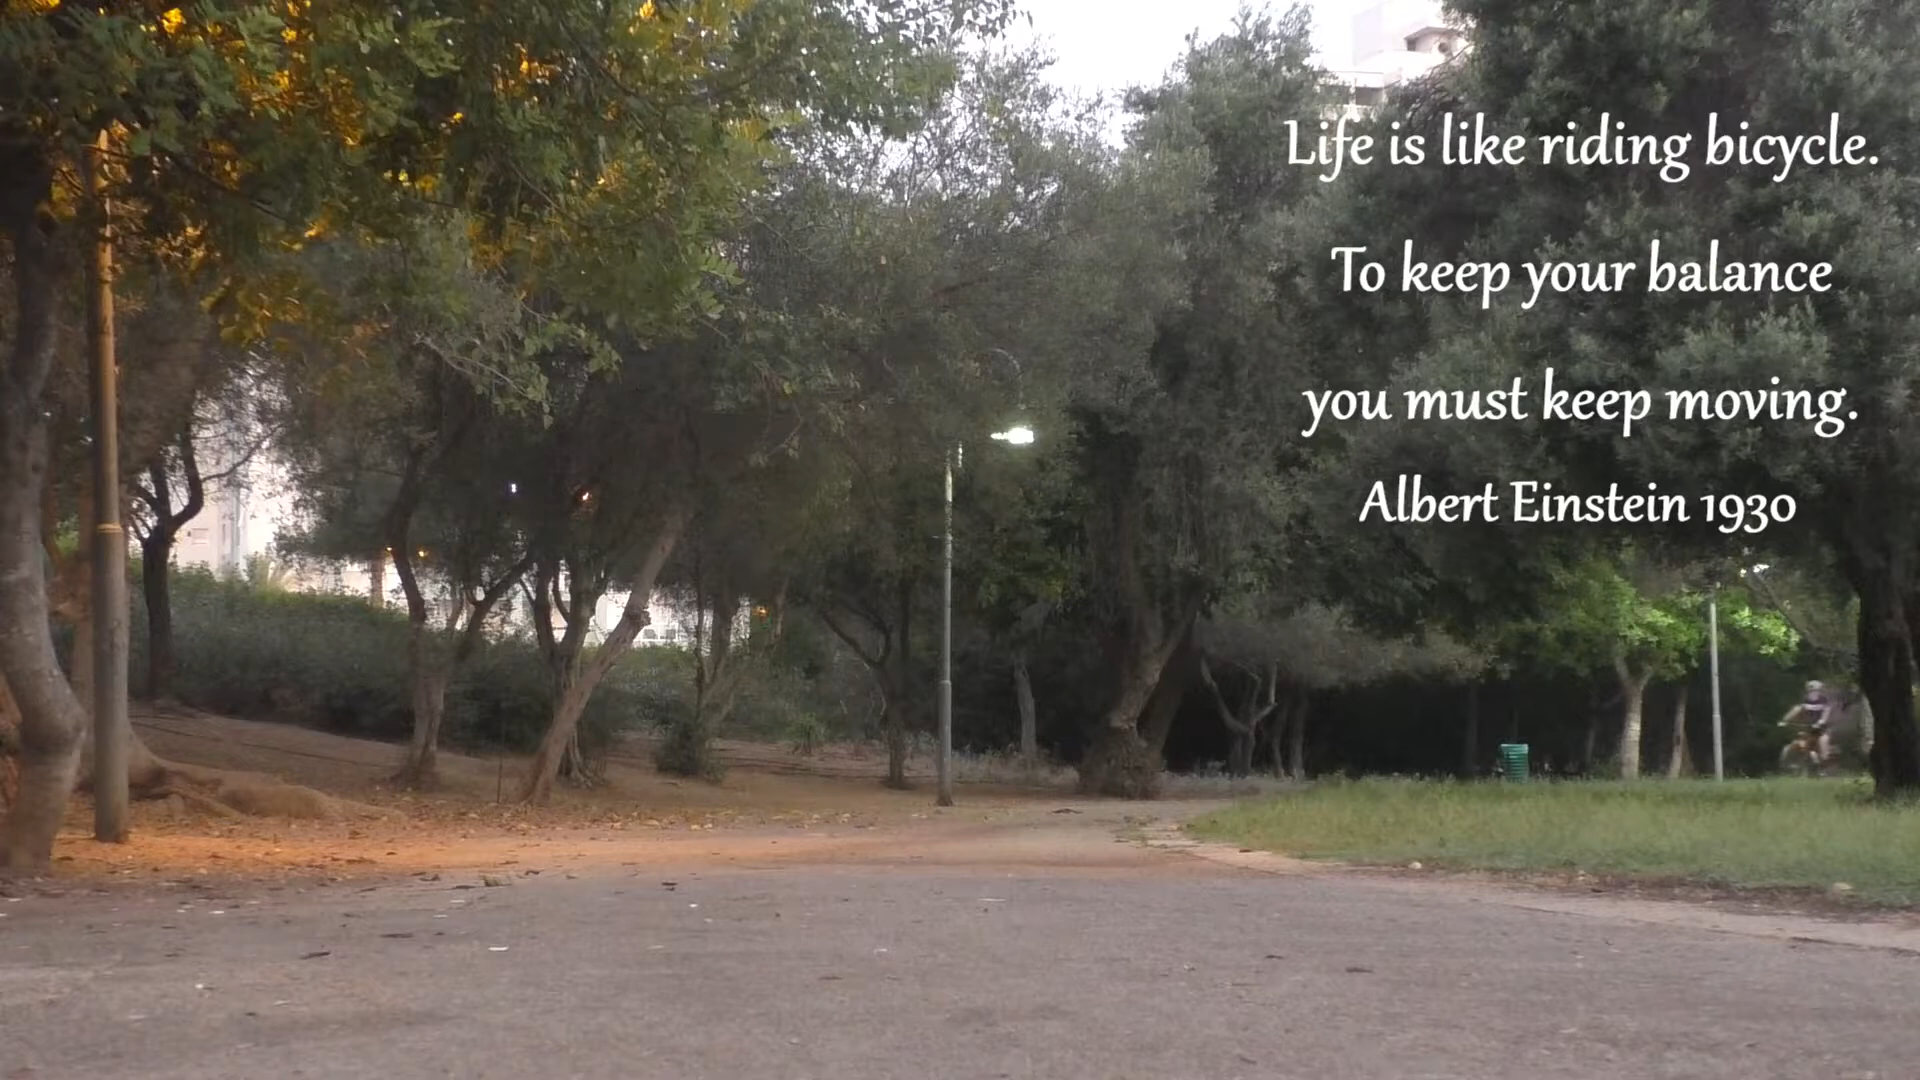 Life is like riding bicycle.
To keep your balance
you must keep moving.
Albert Einstein 1930